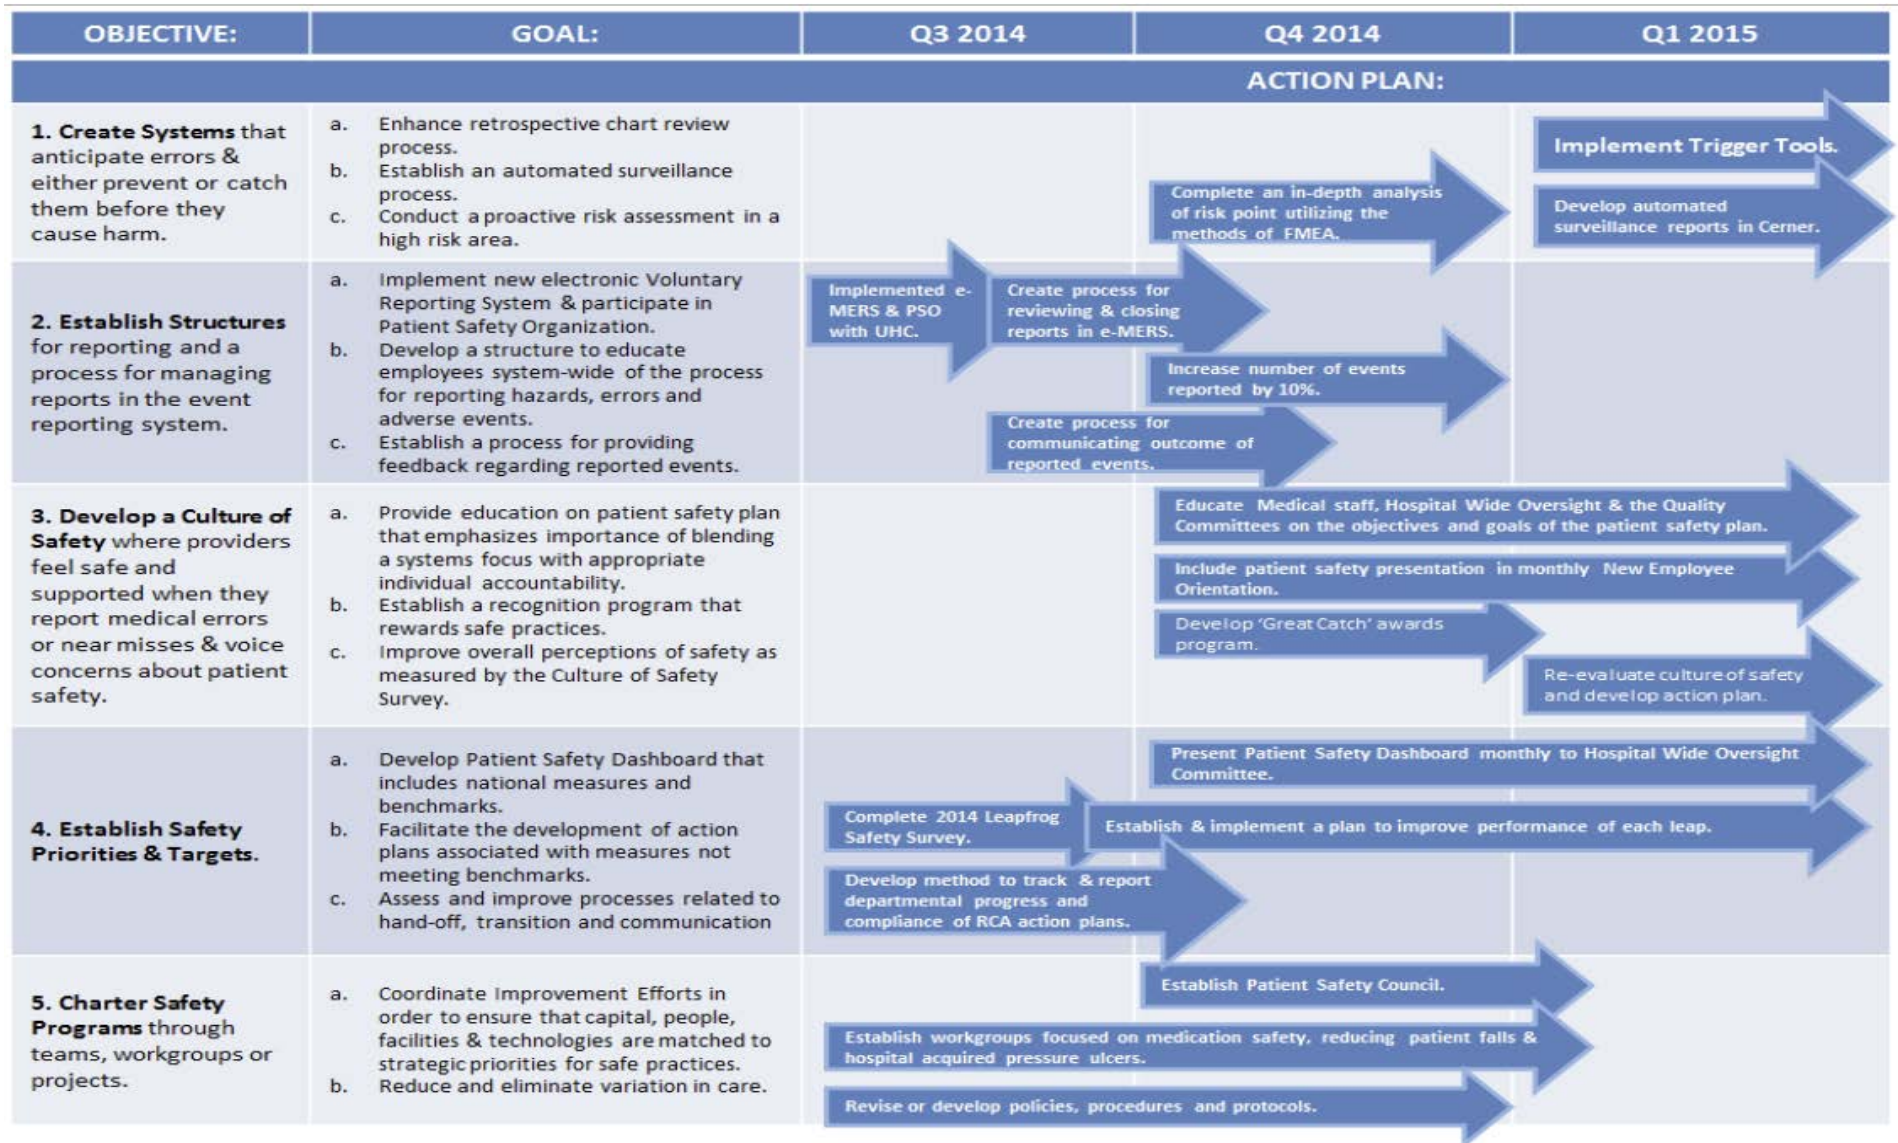 OBJECTIVE:
GOAL:
Q3 2014
Q4 2014
Q1 2015
ACTION PLAN:
1. Create Systems that
anticipate errors &
either prevent or catch
them before they
cause harm.
a. Enhance retrospective chart review
process.
b. Establish an automated surveillance
process.
c. Conduct a proactive risk assessment in a
high risk area.
Complete an in-depth analysis
of risk point utilizing the
methods of FMEA.
Implement Trigger Tools.
Develop automated
surveillance reports in Cerner.
2. Establish Structures
for reporting and a
process for managing
reports in the event
reporting system.
a. Implement new electronic Voluntary
Reporting System & participate in
Patient Safety Organization.
b. Develop a structure to educate
employees system-wide of the process
for reporting hazards, errors and
adverse events.
c. Establish a process for providing
feedback regarding reported events.
Implemented e-
MERS & PSO
with UHC.
Create process for
reviewing & closing
reports in e-MERS.
Increase number of events
reported by 10%.
Create process for
communicating outcome of
reported events.
3. Develop a Culture of
Safety where providers
feel safe and
supported when they
report medical errors
or near misses & voice
concerns about patient
safety.
a. Provide education on patient safety plan
that emphasizes importance of blending
a systems focus with appropriate
individual accountability.
b. Establish a recognition program that
rewards safe practices.
c. Improve overall perceptions of safety as
measured by the Culture of Safety
Survey.
Educate Medical staff, Hospital Wide Oversight & the Quality
Committees on the objectives and goals of the patient safety plan.
Include patient safety presentation in monthly New Employee
Orientation.
Develop ‘Great Catch’ awards
program.
Re-evaluate culture of safety
and develop action plan.
4. Establish Safety
Priorities & Targets.
a. Develop Patient Safety Dashboard that
includes national measures and
benchmarks.
b. Facilitate the development of action
plans associated with measures not
meeting benchmarks.
c. Assess and improve processes related to
hand-off, transition and communication
Present Patient Safety Dashboard monthly to Hospital Wide Oversight
Committee.
Complete 2014 Leapfrog
Safety Survey.
Establish & implement a plan to improve performance of each leap.
Develop method to track & report
departmental progress and
compliance of RCA action plans.
5. Charter Safety
Programs through
teams, workgroups or
projects.
a. Coordinate Improvement Efforts in
order to ensure that capital, people,
facilities & technologies are matched to
strategic priorities for safe practices.
b. Reduce and eliminate variation in care.
Establish Patient Safety Council.
Establish workgroups focused on medication safety, reducing patient falls &
hospital acquired pressure ulcers.
Revise or develop policies, procedures and protocols.